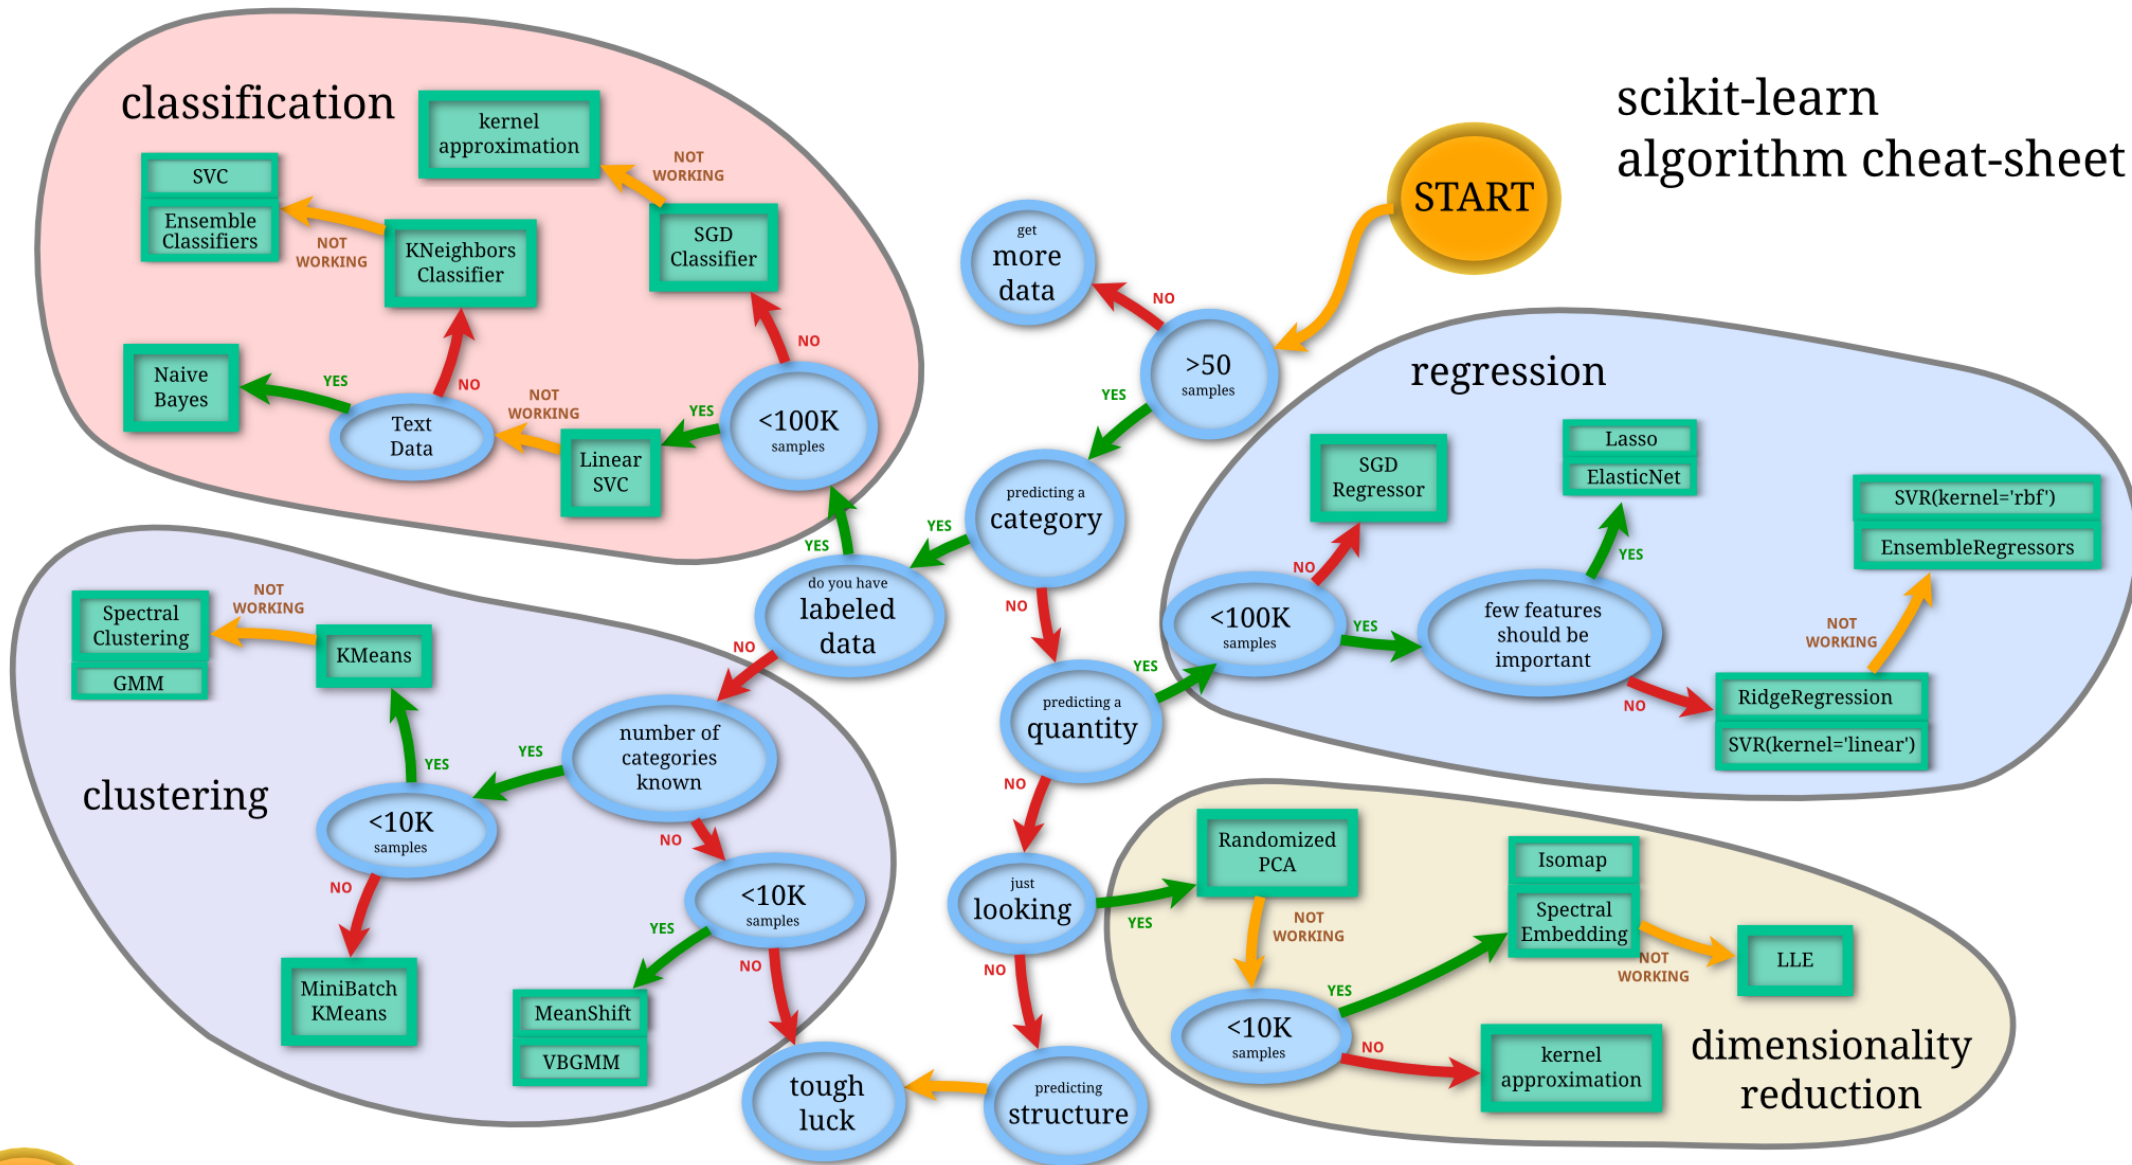 scikit-learn
algorithm cheat-sheet
START
classification
kernel
approximation
NOT
WORKING
SVC
Ensemble
Classifiers
NOT
WORKING
KNeighbors
Classifier
SGD
Classifier
NO
Naive
Bayes
YES
NO
Text
Data
NOT
WORKING
Linear
SVC
YES
<100K
samples
YES
get
more
data
NO
>50
samples
YES
predicting a
category
YES
NO
do you have
labeled
data
NO
predicting a
quantity
YES
NO
just
looking
YES
NO
predicting
structure
tough
luck
regression
SGD
Regressor
NO
<100K
samples
YES
Lasso
ElasticNet
YES
few features
should be
important
NO
SVR(kernel='rbf')
EnsembleRegressors
NOT
WORKING
RidgeRegression
SVR(kernel='linear')
clustering
Spectral
Clustering
GMM
NOT
WORKING
KMeans
YES
<10K
samples
NO
MiniBatch
KMeans
YES
number of
categories
known
NO
<10K
samples
YES
NO
MeanShift
VBGMM
dimensionality
reduction
Randomized
PCA
NOT
WORKING
<10K
samples
YES
NO
Isomap
Spectral
Embedding
NOT
WORKING
LLE
kernel
approximation